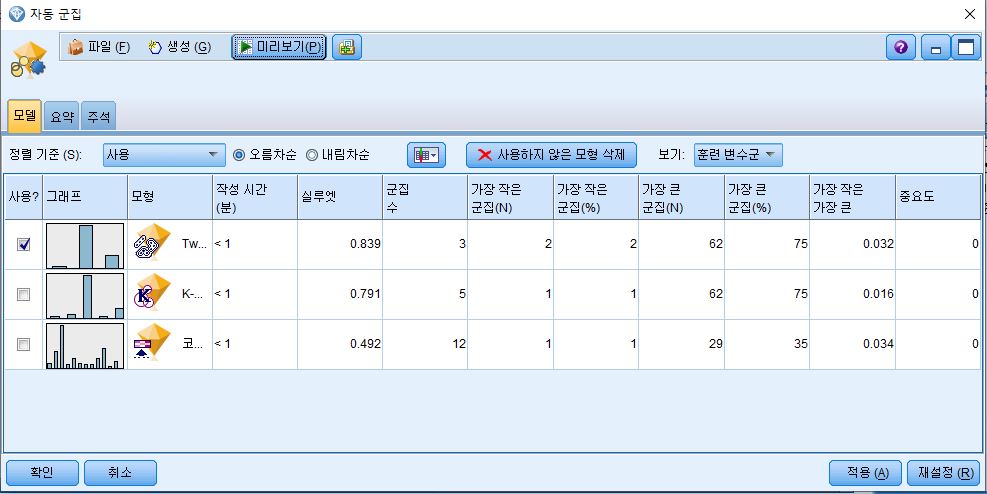 자동 군집
파일 (F) 생성 (G) 미리보기(P)
모델 요약 주석
정렬 기준 (S): 사용 오름차순 내림차순 사용하지 않은 모형 삭제 보기: 훈련 변수군
사용? 그래프 모형 작성 시간 (분) 실루엣 군집 수 가장 작은 군집(N) 가장 작은 군집(%) 가장 큰 군집(N) 가장 큰 군집(%) 가장 작은 가장 큰 중요도
Tw... < 1 0.839 3 2 2 62 75 0.032 0
K-... < 1 0.791 5 1 1 62 75 0.016 0
코... < 1 0.492 12 1 1 29 35 0.034 0
확인 취소 적용 (A) 재설정 (R)